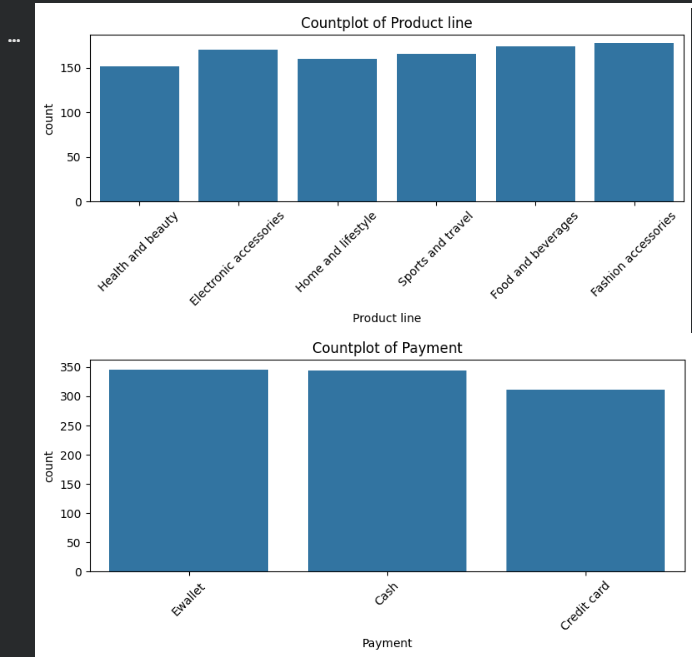 ...
Countplot of Product line
150
100
50
0
count
Health and beauty
Electronic accessories
Home and lifestyle
Sports and travel
Food and beverages
Fashion accessories
Product line
Countplot of Payment
350
300
250
200
150
100
50
0
count
Ewallet
Cash
Credit card
Payment